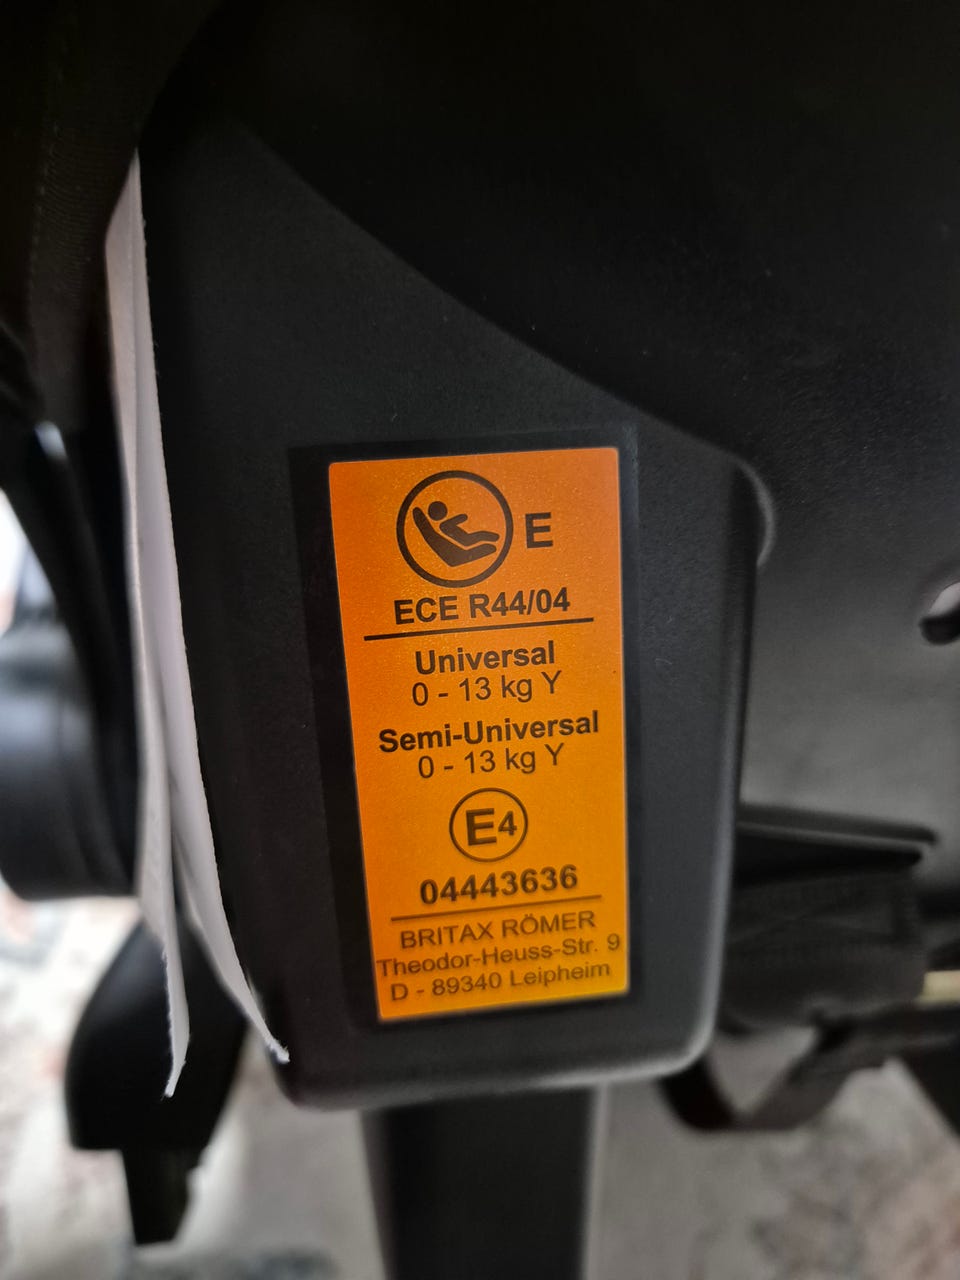 E
ECE R44/04
Universal
0 - 13 kg Y
Semi-Universal
0 - 13 kg Y
E4
04443636
BRITAX RÖMER
Theodor-Heuss-Str. 9
D - 89340 Leipheim